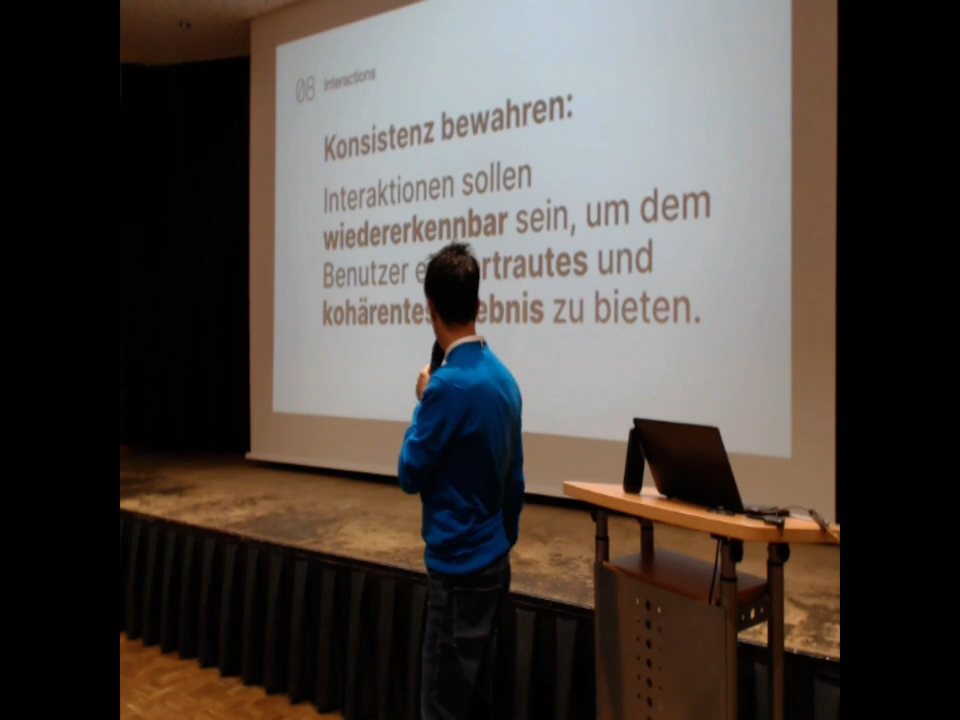 08 Interactions
Konsistenz bewahren:
Interaktionen sollen
wiedererkennbar sein, um dem
Benutzer und
kohärentes zu bieten.